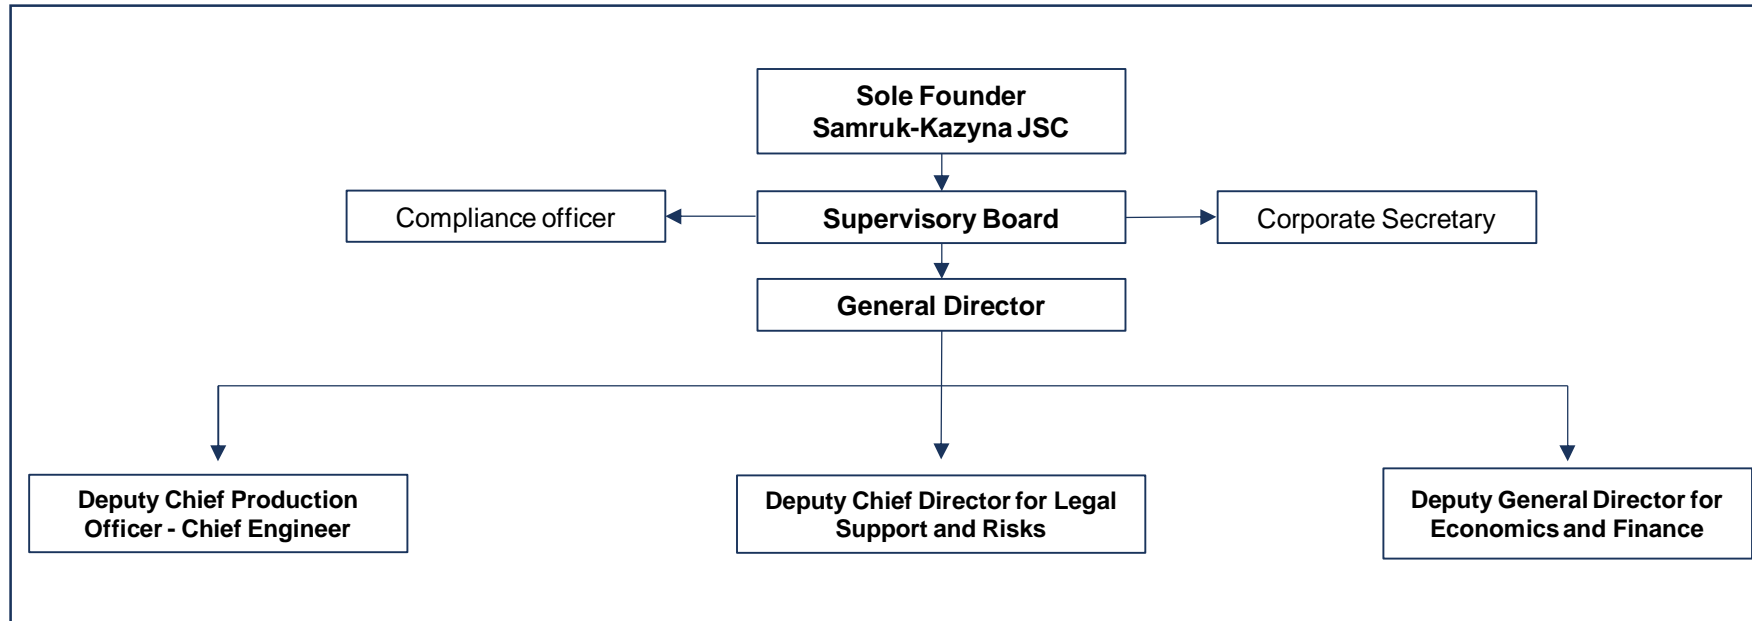 Sole Founder
Samruk-Kazyna JSC
Compliance officer
Supervisory Board
Corporate Secretary
General Director
Deputy Chief Production
Officer - Chief Engineer
Deputy Chief Director for Legal
Support and Risks
Deputy General Director for
Economics and Finance